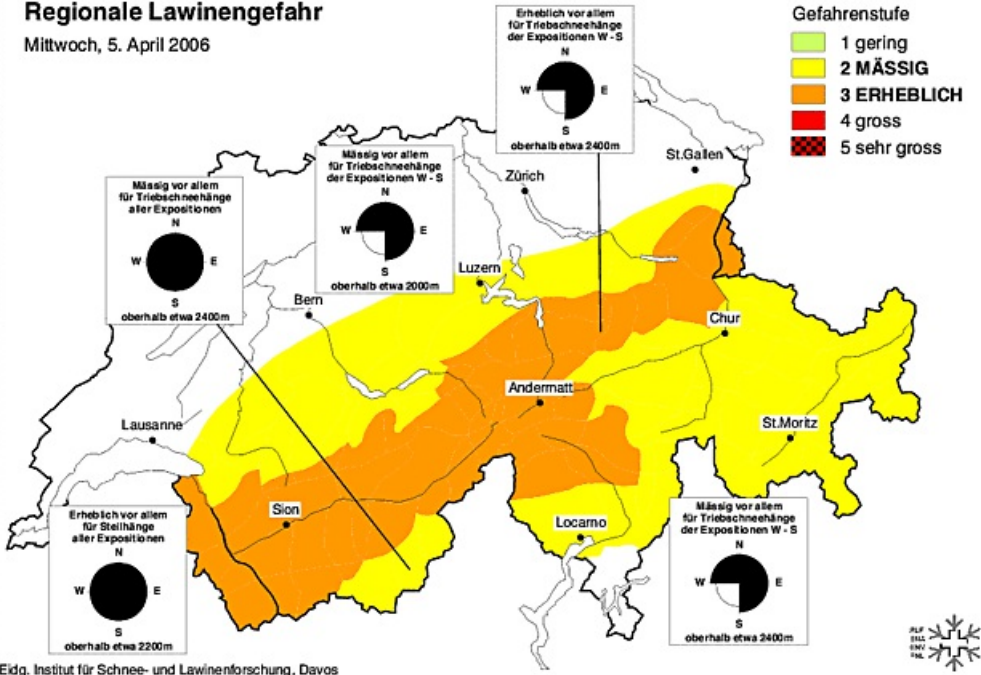 Regionale Lawinengefahr
Mittwoch, 5. April 2006
Erheblich vor allem
für Triebschneehänge
der Expositionen W - S
N
W
E
S
oberhalb etwa 2400m
Gefahrenstufe
1 gering
2 MÄSSIG
3 ERHEBLICH
4 gross
5 sehr gross
Mässig vor allem
für Triebschneehänge
der Expositionen W - S
N
W
E
S
oberhalb etwa 2000m
Mässig vor allem
für Triebschneehänge
aller Expositionen
N
W
E
S
oberhalb etwa 2400m
St.Gallen
Zürich
Luzern
Bern
Chur
Andermatt
Lausanne
St.Moritz
Sion
Locarno
Erheblich vor allem
für Steilhänge
aller Expositionen
N
W
E
S
oberhalb etwa 2200m
Mässig vor allem
für Triebschneehänge
der Expositionen W - S
N
W
E
S
oberhalb etwa 2400m
Eidg. Institut für Schnee- und Lawinenforschung, Davos